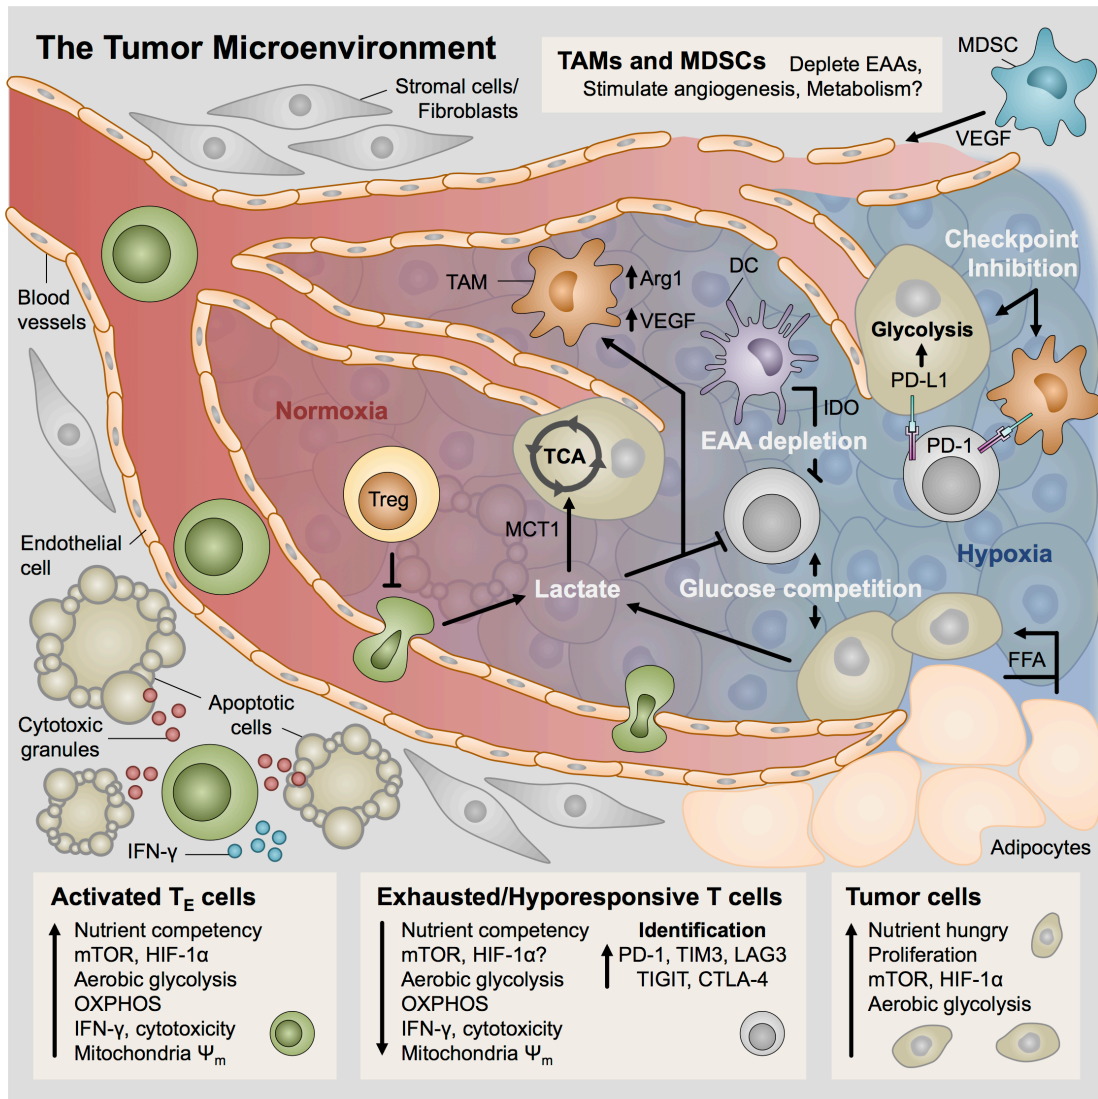 The Tumor Microenvironment
TAMs and MDSCs Deplete EAAs,
Stimulate angiogenesis, Metabolism?
MDSC
VEGF
Stromal cells/
Fibroblasts
Blood
vessels
TAM
Arg1
VEGF
DC
Checkpoint
Inhibition
Glycolysis
PD-L1
IDO
PD-1
Normoxia
EAA depletion
TCA
Treg
MCT1
Endothelial
cell
Hypoxia
Lactate
Glucose competition
FFA
Apoptotic
cells
Cytotoxic
granules
IFN-γ
Adipocytes
Activated TE cells
Nutrient competency
mTOR, HIF-1α
Aerobic glycolysis
OXPHOS
IFN-γ, cytotoxicity
Mitochondria Ψm
Exhausted/Hyporesponsive T cells
Nutrient competency
mTOR, HIF-1α?
Aerobic glycolysis
OXPHOS
IFN-γ, cytotoxicity
Mitochondria Ψm
Identification
PD-1, TIM3, LAG3
TIGIT, CTLA-4
Tumor cells
Nutrient hungry
Proliferation
mTOR, HIF-1α
Aerobic glycolysis